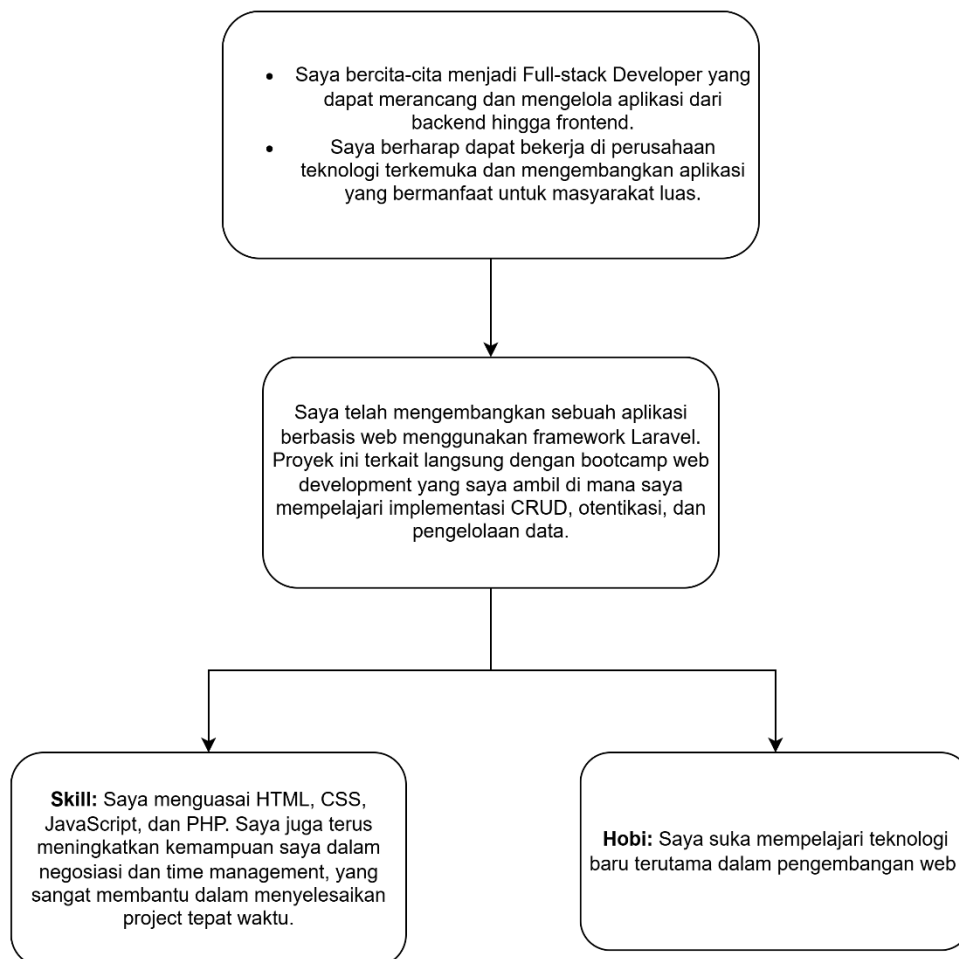 • Saya bercita-cita menjadi Full-stack Developer yang
dapat merancang dan mengelola aplikasi dari
backend hingga frontend.
• Saya berharap dapat bekerja di perusahaan
teknologi terkemuka dan mengembangkan aplikasi
yang bermanfaat untuk masyarakat luas.
Saya telah mengembangkan sebuah aplikasi
berbasis web menggunakan framework Laravel.
Proyek ini terkait langsung dengan bootcamp web
development yang saya ambil di mana saya
mempelajari implementasi CRUD, otentikasi, dan
pengelolaan data.
Skill: Saya menguasai HTML, CSS,
JavaScript, dan PHP. Saya juga terus
meningkatkan kemampuan saya dalam
negosiasi dan time management, yang
sangat membantu dalam menyelesaikan
project tepat waktu.
Hobi: Saya suka mempelajari teknologi
baru terutama dalam pengembangan web